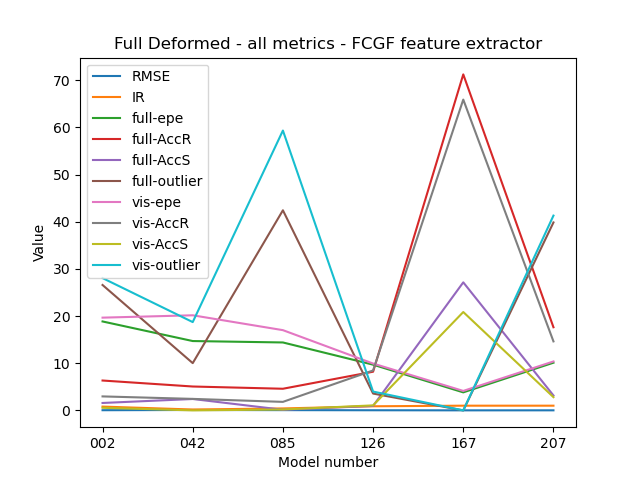 Full Deformed - all metrics - FCGF feature extractor
RMSE
IR
full-epe
full-AccR
full-AccS
full-outlier
vis-epe
vis-AccR
vis-AccS
vis-outlier
Value
70
60
50
40
30
20
10
0
002 042 085 126 167 207
Model number